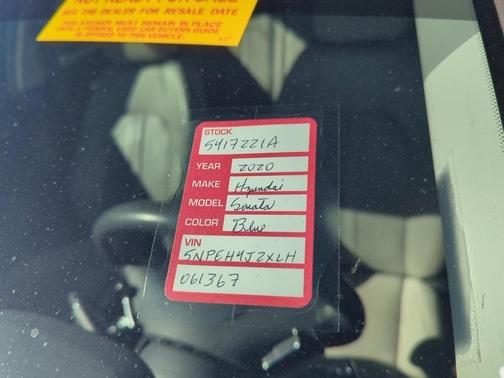 NOT READY FOR SALE
SEE THE DEALER FOR RESALE DATE
THIS STICKER MUST REMAIN IN PLACE
UNTIL A FEDERAL USED CAR BUYERS GUIDE
IS AFFIXED TO THIS VEHICLE.
STOCK
5417221A
YEAR 2020
MAKE Hyundai
MODEL Sonata
COLOR Blue
VIN
5NPEH4J2XLH
061367